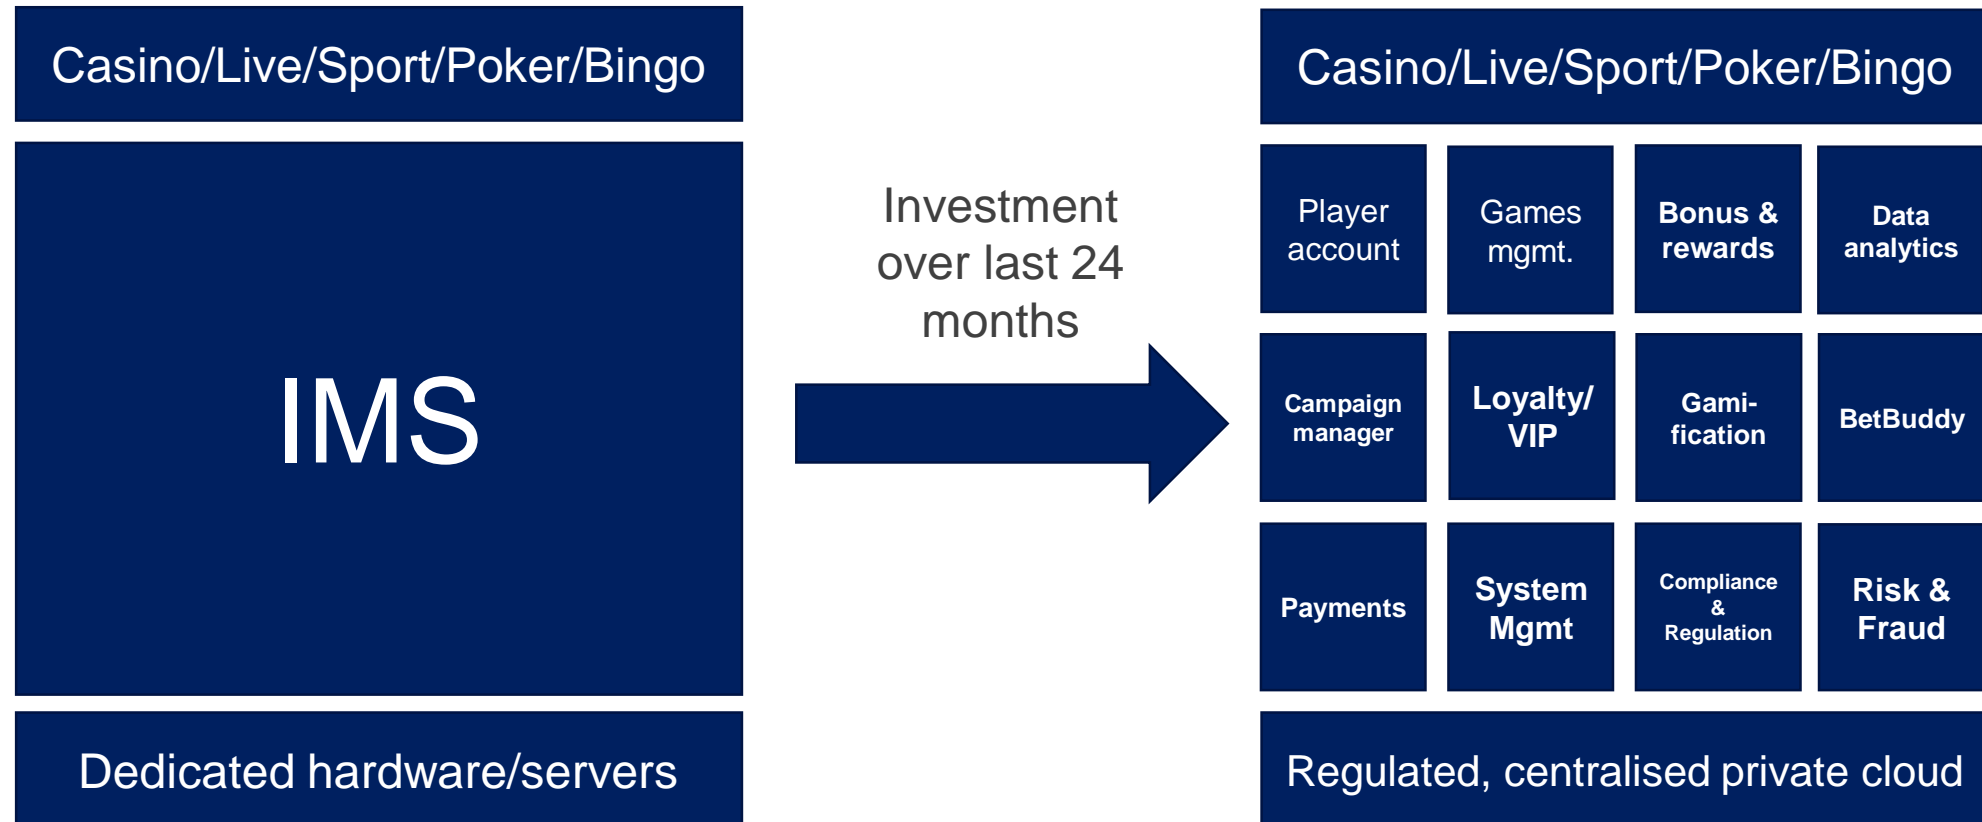 Casino/Live/Sport/Poker/Bingo
IMS
Dedicated hardware/servers
Investment
over last 24
months
Casino/Live/Sport/Poker/Bingo
Player
account
Games
mgmt.
Bonus &
rewards
Data
analytics
Campaign
manager
Loyalty/
VIP
Gami-
fication
BetBuddy
Payments
System
Mgmt
Compliance
&
Regulation
Risk &
Fraud
Regulated, centralised private cloud